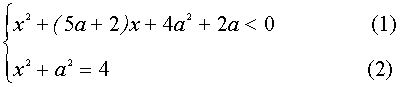 x² + (5a + 2)x + 4a² + 2a < 0 (1)
x² + a² = 4 (2)